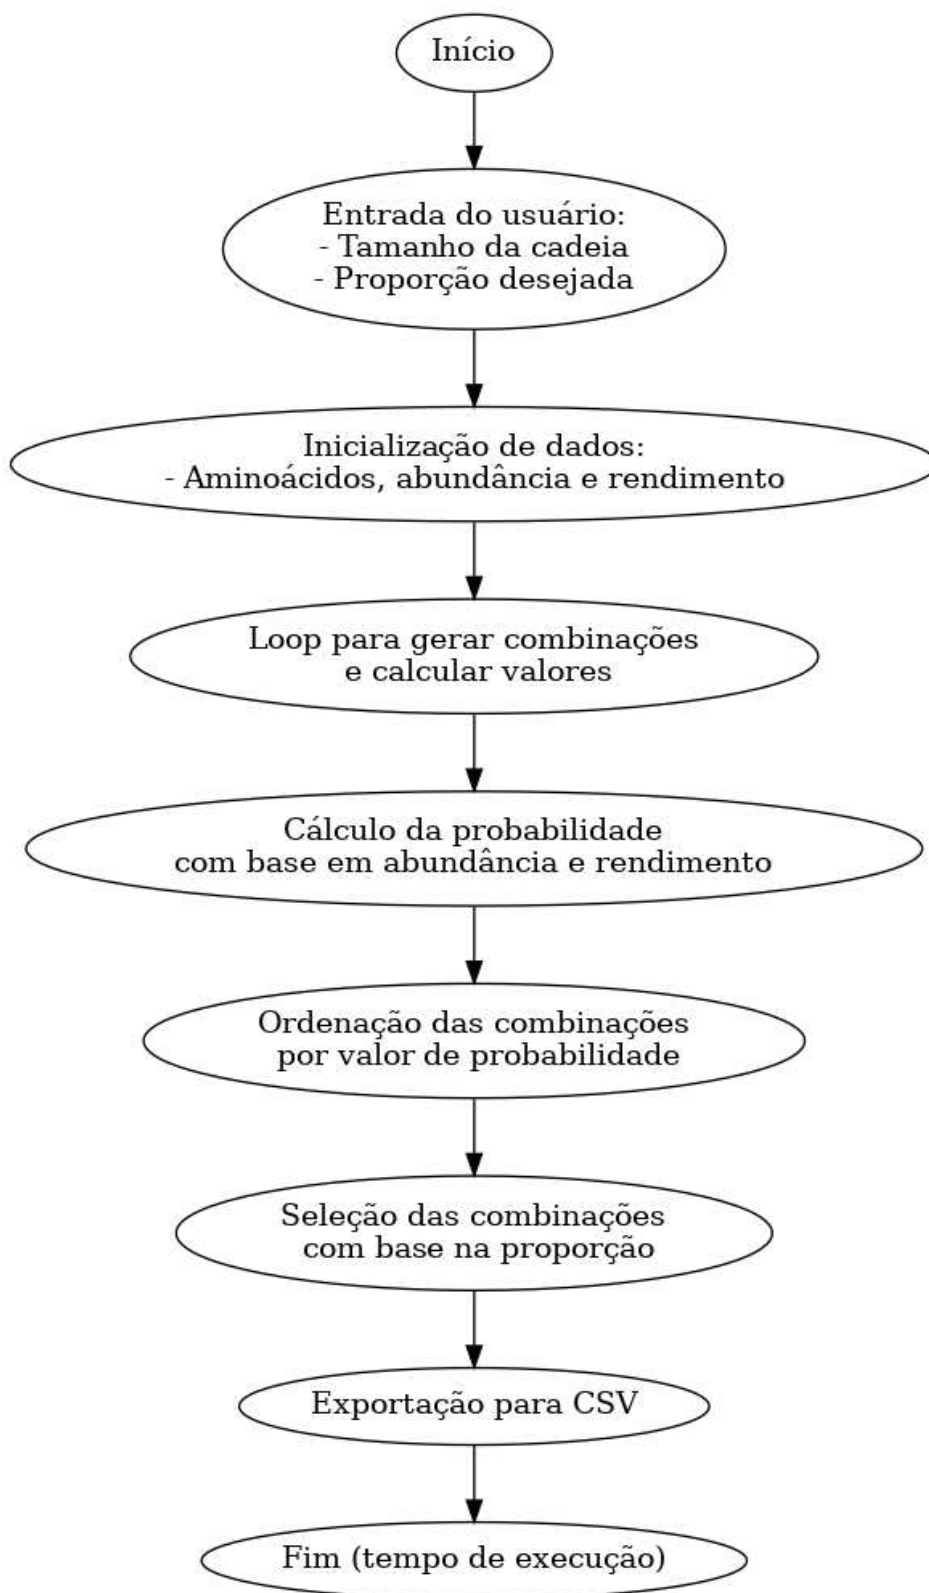 Início
Entrada do usuário:
- Tamanho da cadeia
- Proporção desejada
Inicialização de dados:
- Aminoácidos, abundância e rendimento
Loop para gerar combinações
e calcular valores
Cálculo da probabilidade
com base em abundância e rendimento
Ordenação das combinações
por valor de probabilidade
Seleção das combinações
com base na proporção
Exportação para CSV
Fim (tempo de execução)